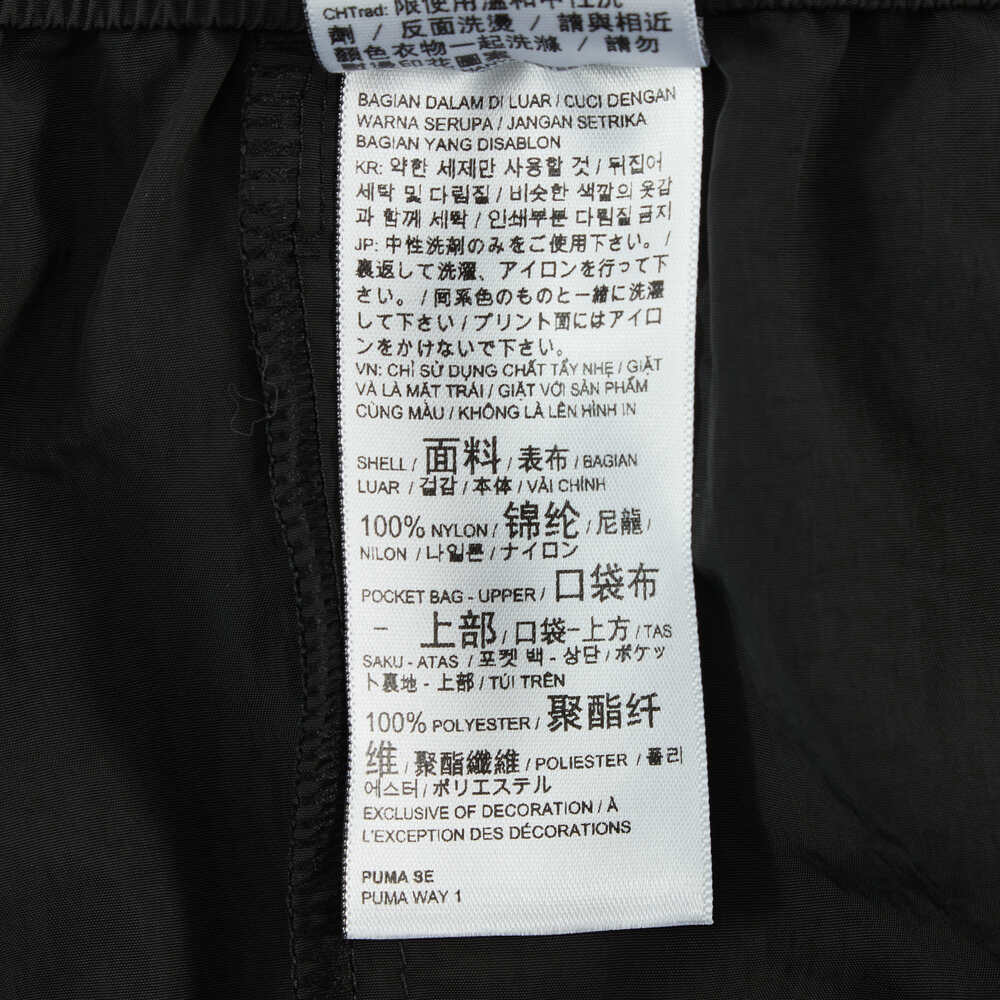 CHTrad: 限使用溫和中性洗
劑 / 反面洗燙 / 請與相近
顏色衣物一起洗滌 / 請勿
BAGIAN DALAM DI LUAR / CUCI DENGAN
WARNA SERUPA / JANGAN SETRIKA
BAGIAN YANG DISABLON
KR: 약한 세제만 사용할 것 / 뒤집어
세탁 및 다림질 / 비슷한 색깔의 옷감
과 함께 세탁 / 인쇄부분 다림질 금지
JP: 中性洗剤のみをご使用下さい。 /
裏返して洗濯、アイロンを行って下
さい。 / 同系色のものと一緒に洗濯
して下さい / プリント面にはアイロ
ンをかけないで下さい。
VN: CHỈ SỬ DỤNG CHẤT TẨY NHẸ / GIẶT
VÀ LÀ MẶT TRÁI / GIẶT VỚI SẢN PHẨM
CÙNG MÀU / KHÔNG LÀ LÊN HÌNH IN
SHELL / 面料 / 表布 / BAGIAN
LUAR / 겉감 / 本体 / VẢI CHÍNH
100% NYLON / 锦纶 / 尼龍 /
NILON / 나일론 / ナイロン
POCKET BAG - UPPER / 口袋布
- 上部 / 口袋-上方 / TAS
SAKU - ATAS / 포켓 백 - 상단 / ポケッ
ト裏地 - 上部 / TÚI TRÊN
100% POLYESTER / 聚酯纤
维 / 聚酯纖維 / POLIESTER / 폴리
에스터 / ポリエステル
EXCLUSIVE OF DECORATION / À
L'EXCEPTION DES DÉCORATIONS
PUMA SE
PUMA WAY 1